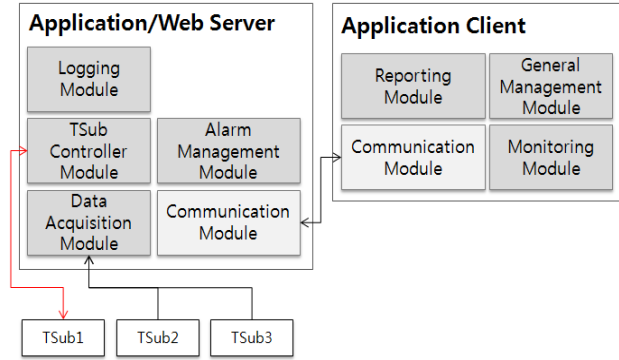 Application/Web Server
Logging
Module
TSub
Controller
Module
Alarm
Management
Module
Data
Acquisition
Module
Communication
Module
Application Client
Reporting
Module
General
Management
Module
Communication
Module
Monitoring
Module
TSub1
TSub2
TSub3